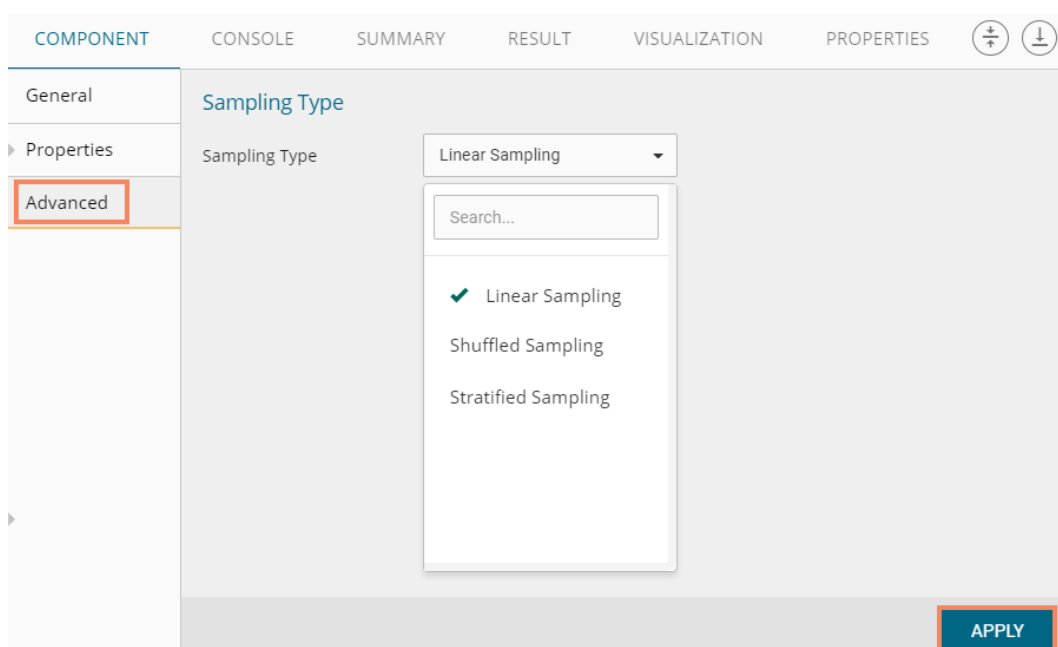 COMPONENT CONSOLE SUMMARY RESULT VISUALIZATION PROPERTIES
General
Properties
Advanced
Sampling Type
Sampling Type Linear Sampling
Search...
Linear Sampling
Shuffled Sampling
Stratified Sampling
APPLY